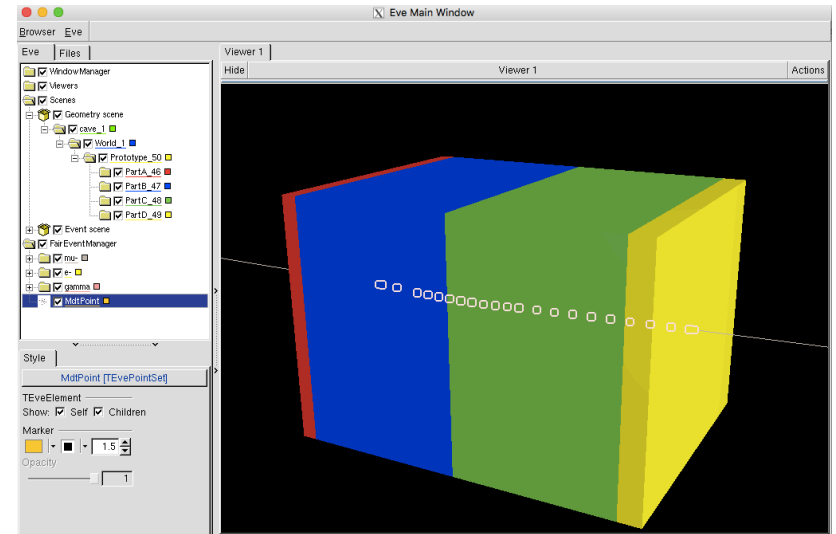 Eve Main Window
Browser Eve
Eve Files
Viewer 1
Hide Viewer 1 Actions
WindowManager
Viewers
Scenes
Geometry scene
cave_1
World_1
Prototype_50
PartA_46
PartB_47
PartC_48
PartD_49
Event scene
FairEventManager
mu-
e-
gamma
MdtPoint
Style
MdtPoint [TEvePointSet]
TEveElement
Show: Self Children
Marker
1.5
Opacity
1